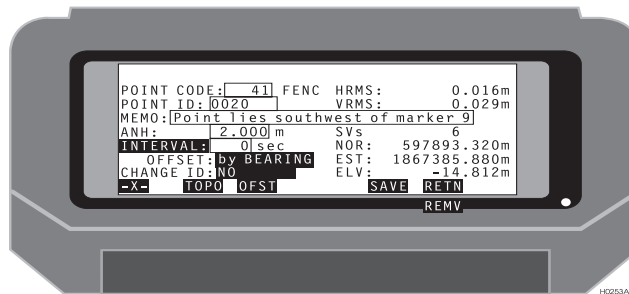 POINT CODE: 41 FENC HRMS: 0.016m
POINT ID: 0020 VRMS: 0.029m
MEMO: Point lies southwest of marker 9
ANH: 2.000 m SVs 6
INTERVAL: 0 sec NOR: 597893.320m
OFFSET: by BEARING EST: 1867385.880m
CHANGE ID: NO ELV: -14.812m
-X- TOPO OFST SAVE RETN
REMV
H0253A